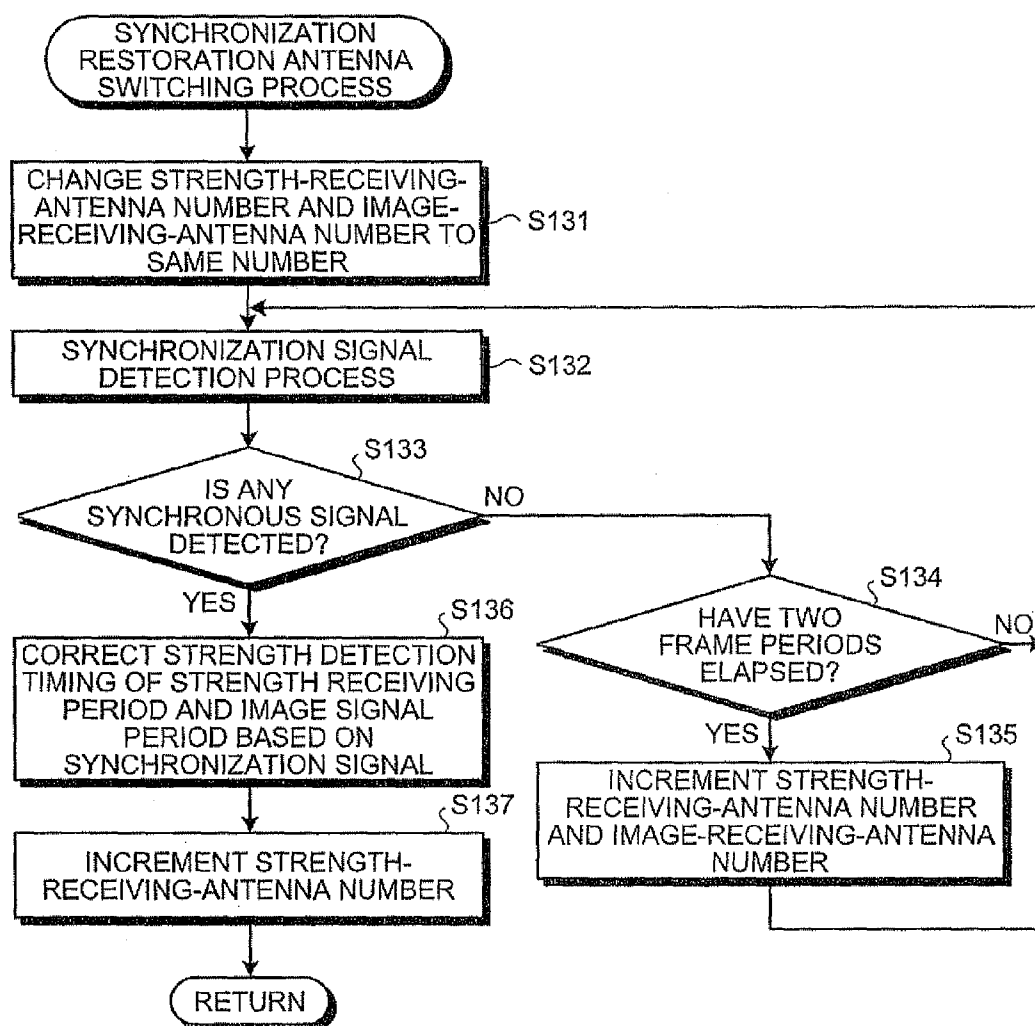 SYNCHRONIZATION
RESTORATION ANTENNA
SWITCHING PROCESS
CHANGE STRENGTH-RECEIVING-
ANTENNA NUMBER AND IMAGE-
RECEIVING-ANTENNA NUMBER TO
SAME NUMBER
S131
SYNCHRONIZATION SIGNAL
DETECTION PROCESS
S132
S133
IS ANY
SYNCHRONOUS SIGNAL
DETECTED?
NO
YES
S134
HAVE TWO
FRAME PERIODS
ELAPSED?
NO
YES
S135
INCREMENT STRENGTH-
RECEIVING-ANTENNA NUMBER
AND IMAGE-RECEIVING-ANTENNA
NUMBER
S136
CORRECT STRENGTH DETECTION
TIMING OF STRENGTH RECEIVING
PERIOD AND IMAGE SIGNAL
PERIOD BASED ON
SYNCHRONIZATION SIGNAL
S137
INCREMENT STRENGTH-
RECEIVING-ANTENNA NUMBER
RETURN